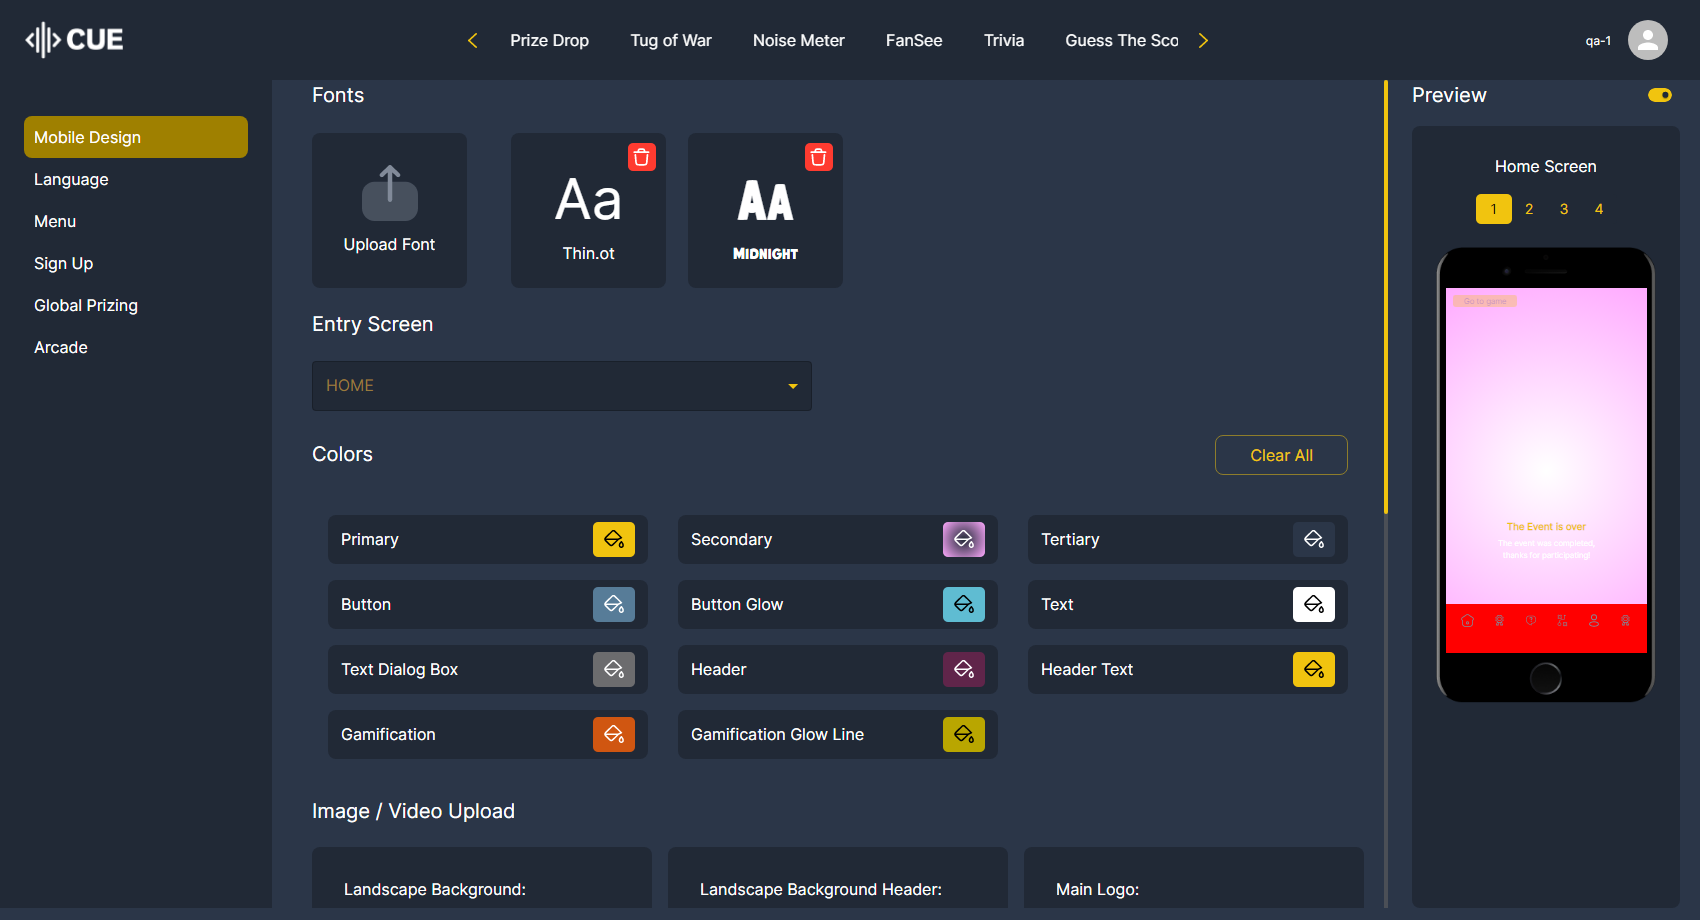 CUE
Prize Drop
Tug of War
Noise Meter
FanSee
Trivia
Guess The Sco
qa-1
Mobile Design
Language
Menu
Sign Up
Global Prizing
Arcade
Fonts
Upload Font
Aa
Thin.ot
AA
MIDNIGHT
Entry Screen
HOME
Colors
Clear All
Primary
Secondary
Tertiary
Button
Button Glow
Text
Text Dialog Box
Header
Header Text
Gamification
Gamification Glow Line
Image / Video Upload
Landscape Background:
Landscape Background Header:
Main Logo:
Preview
Home Screen
1 2 3 4
Go to game
The Event is over
The event was completed,
thanks for participating!